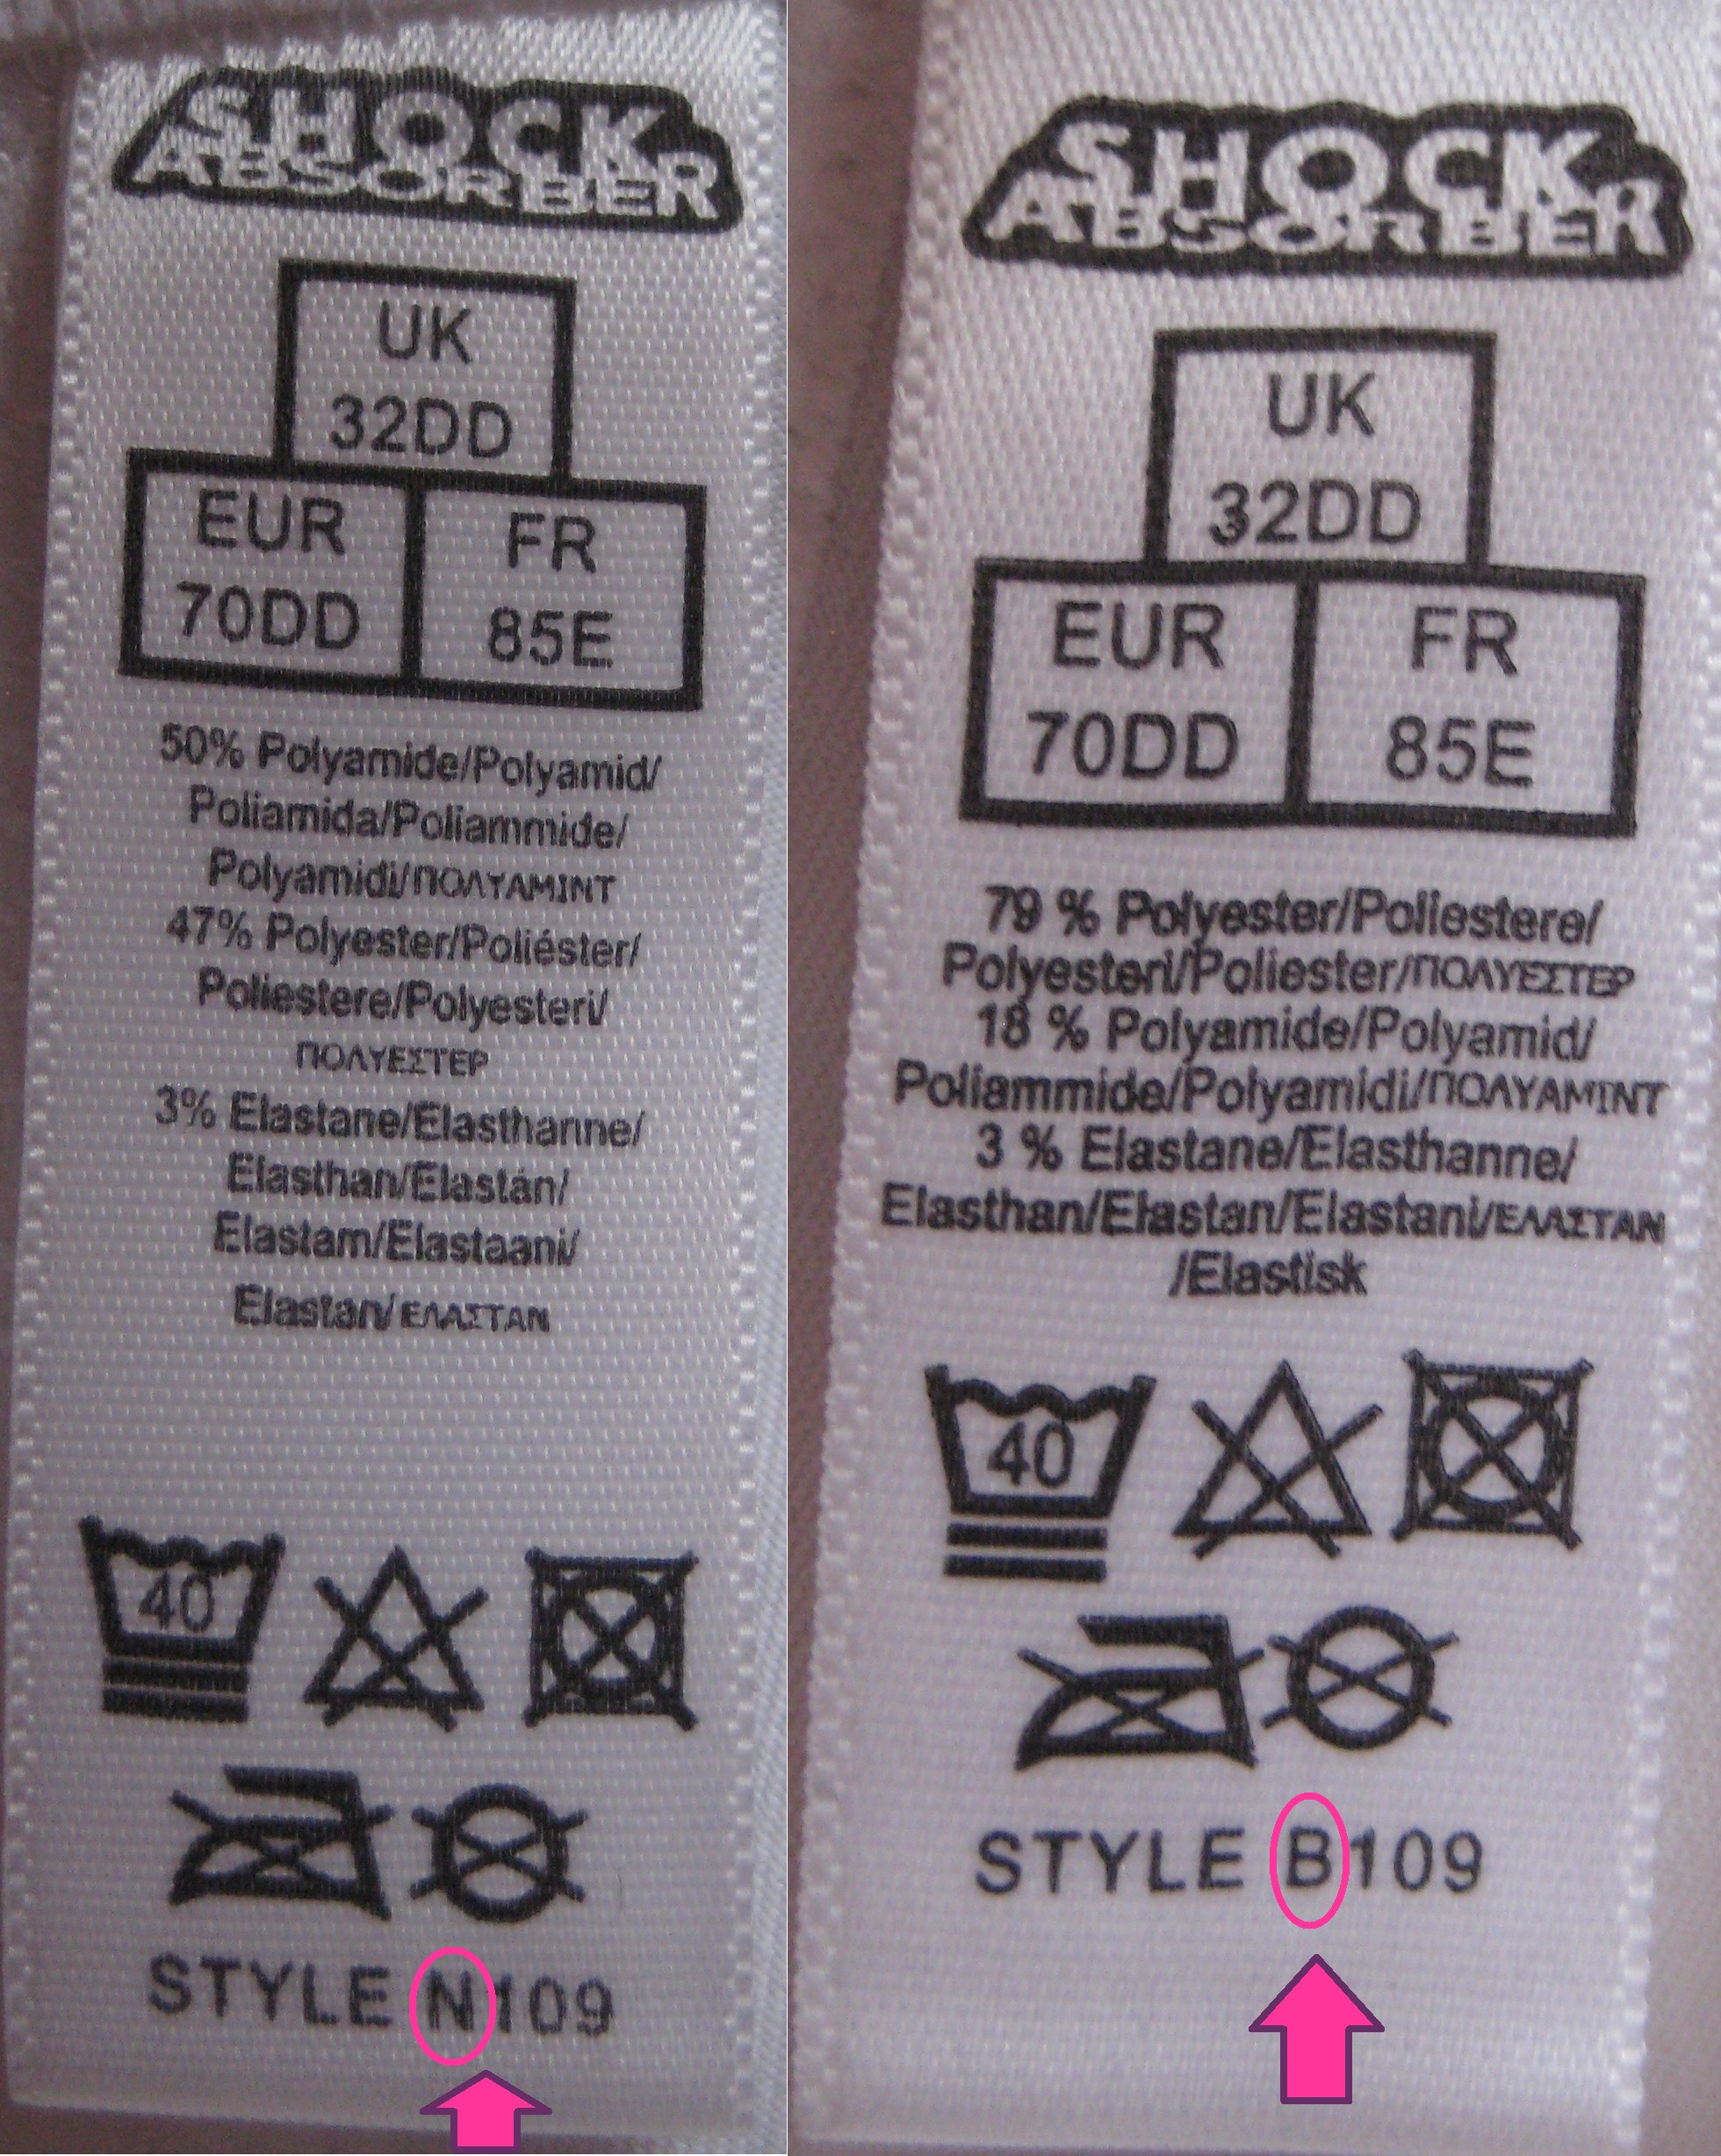 SHOCK
ABSORBER
UK
32DD
EUR
70DD
FR
85E
50% Polyamide/Polyamid/
Poliamida/Poliammide/
Polyamidi/ΠΟΛΥΑΜΙΝΤ
47% Polyester/Poliéster/
Poliestere/Polyesteri/
ΠΟΛΥΕΣΤΕΡ
3% Elastane/Elasthanne/
Elasthan/Elastán/
Elastam/Elastaani/
Elastan/ΕΛΑΣΤΑΝ
40
STYLE N109
SHOCK
ABSORBER
UK
32DD
EUR
70DD
FR
85E
79 % Polyester/Poliestere/
Polyesteri/Poliester/ΠΟΛΥΕΣΤΕΡ
18 % Polyamide/Polyamid/
Poliammide/Polyamidi/ΠΟΛΥΑΜΙΝΤ
3 % Elastane/Elasthanne/
Elasthan/Elastan/Elastani/ΕΛΑΣΤΑΝ
/Elastisk
40
STYLE B109